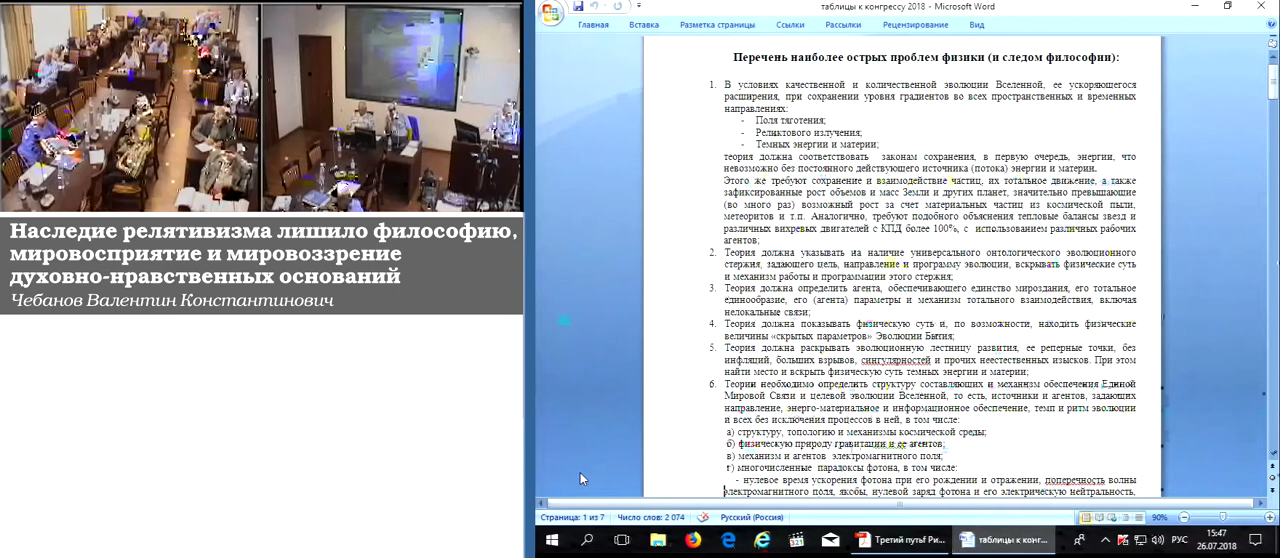 Наследие релятивизма лишило философию,
мировосприятие и мировоззрение
духовно-нравственных оснований
Чебанов Валентин Константинович
таблицы к конгрессу 2018 - Microsoft Word
Главная Вставка Разметка страницы Ссылки Рассылки Рецензирование Вид
Перечень наиболее острых проблем физики (и следом философии):
1. В условиях качественной и количественной эволюции Вселенной, ее ускоряющегося
расширения, при сохранении уровня градиентов во всех пространственных и временных
направлениях:
- Поля тяготения;
- Реликтового излучения;
- Темных энергии и материи;
теория должна соответствовать законам сохранения, в первую очередь, энергии, что
невозможно без постоянного действующего источника (потока) энергии и материи.
Этого же требуют сохранение и взаимодействие частиц, их тотальное движение, а также
зафиксированные рост объемов и масс Земли и других планет, значительно превышающие
(во много раз) возможный рост за счет материальных частиц из космической пыли,
метеоритов и т.п. Аналогично, требуют подобного объяснения тепловые балансы звезд и
различных вихревых двигателей с КПД более 100%, с использованием различных рабочих
агентов;
2. Теория должна указывать на наличие универсального онтологического эволюционного
стержня, задающего цель, направление и программу эволюции, вскрывать физические суть
и механизм работы и программации этого стержня;
3. Теория должна определить агента, обеспечивающего единство мироздания, его тотальное
единообразие, его (агента) параметры и механизм тотального взаимодействия, включая
нелокальные связи;
4. Теория должна показывать физическую суть и, по возможности, находить физические
величины «скрытых параметров» Эволюции Бытия;
5. Теория должна раскрывать эволюционную лестницу развития, ее реперные точки, без
инфляций, больших взрывов, сингулярностей и прочих неестественных изысков. При этом
найти место и вскрыть физическую суть темных энергии и материи;
6. Теории необходимо определить структуру составляющих и механизм обеспечения Единой
Мировой Связи и целевой эволюции Вселенной, то есть, источники и агентов, задающих
направление, энерго-материальное и информационное обеспечение, темп и ритм эволюции
и всех без исключения процессов в ней, в том числе:
а) структуру, топологию и механизмы космической среды;
б) физическую природу гравитации и ее агентов;
в) механизм и агентов электромагнитного поля;
г) многочисленные парадоксы фотона, в том числе:
- нулевое время ускорения фотона при его рождении и отражении, поперечность волны
электромагнитного поля, якобы, нулевой заряд фотона и его электрическую нейтральность,
Страница: 1 из 7 Число слов: 2 074 Русский (Россия) 90%
Третий путь! Ри... таблицы к конг... РУС 15:47
26.07.2018